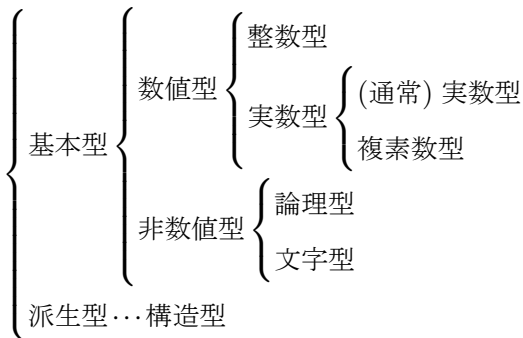 整数型
数値型
(通常) 実数型
実数型
複素数型
基本型
論理型
非数値型
文字型
派生型…構造型